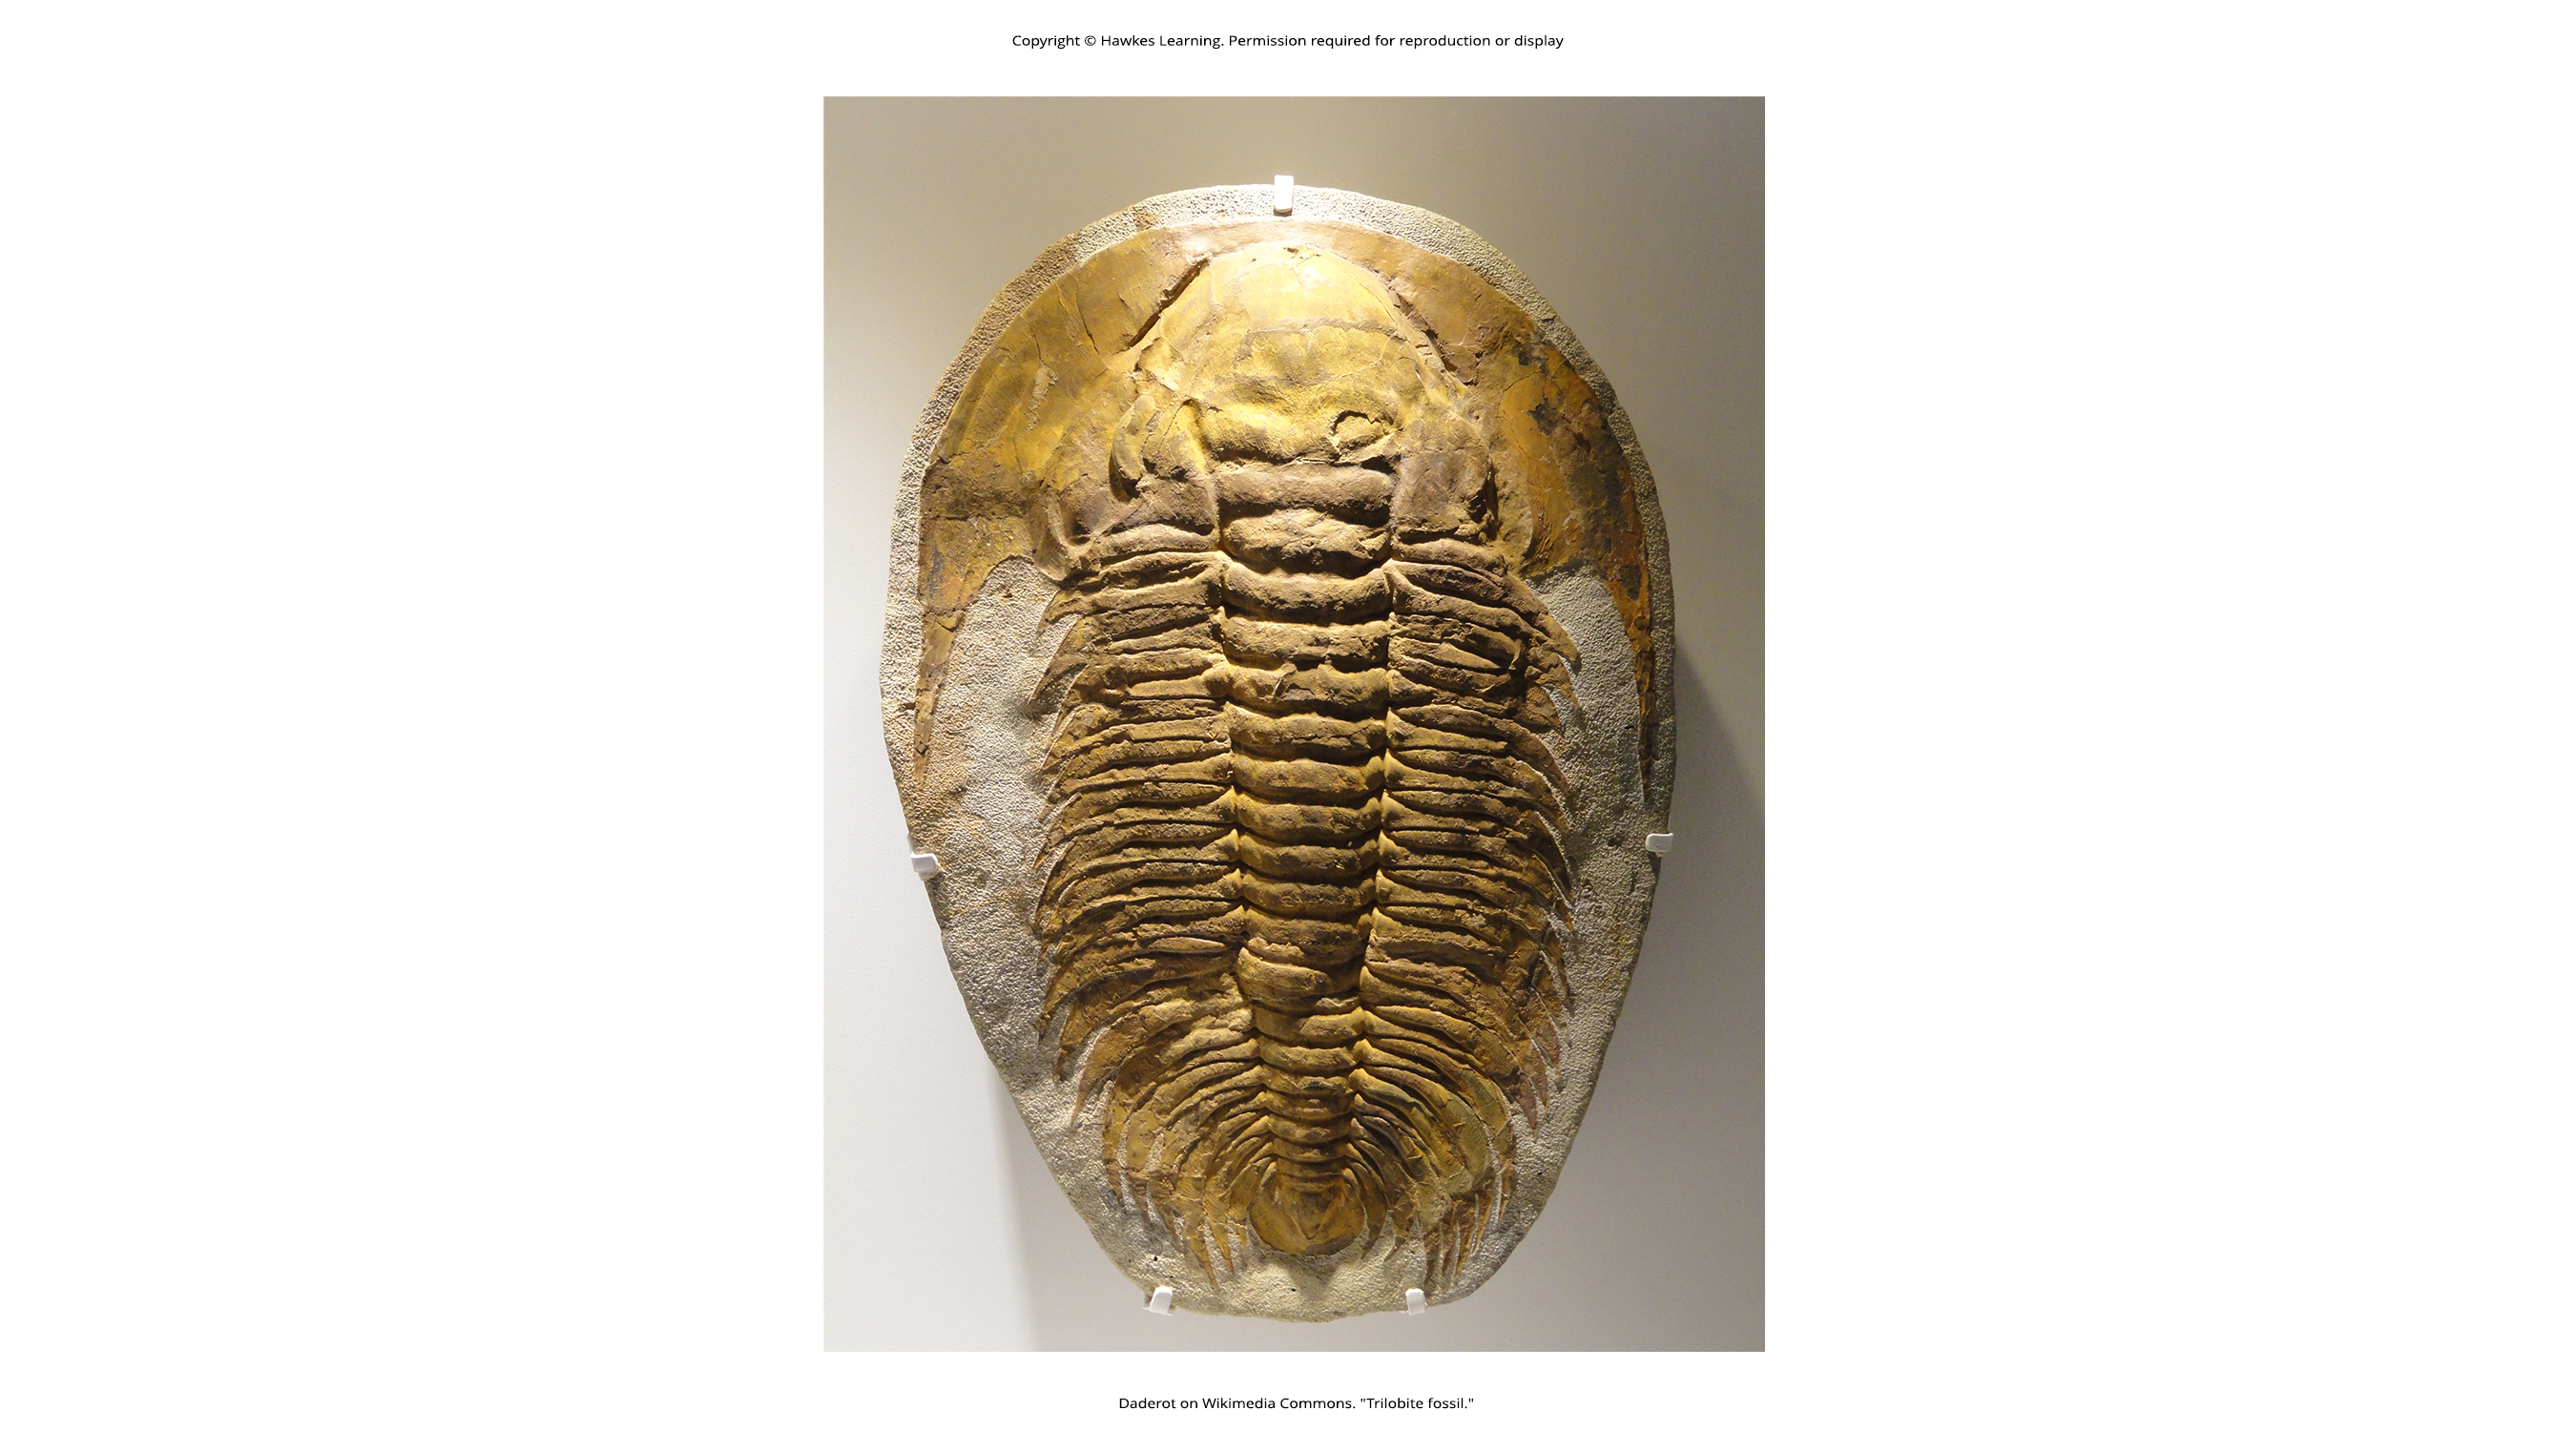 Copyright © Hawkes Learning. Permission required for reproduction or display
Daderot on Wikimedia Commons. "Trilobite fossil."